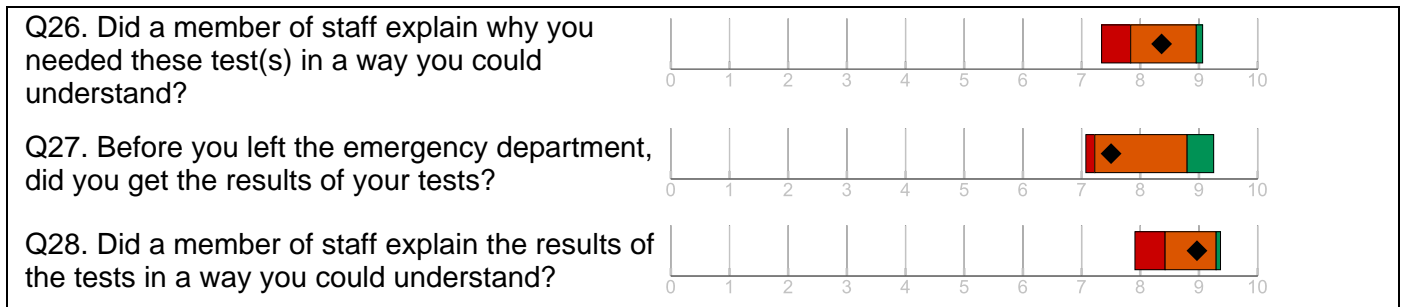 Q26. Did a member of staff explain why you
needed these test(s) in a way you could
understand?
0 1 2 3 4 5 6 7 8 9 10
Q27. Before you left the emergency department,
did you get the results of your tests?
0 1 2 3 4 5 6 7 8 9 10
Q28. Did a member of staff explain the results of
the tests in a way you could understand?
0 1 2 3 4 5 6 7 8 9 10